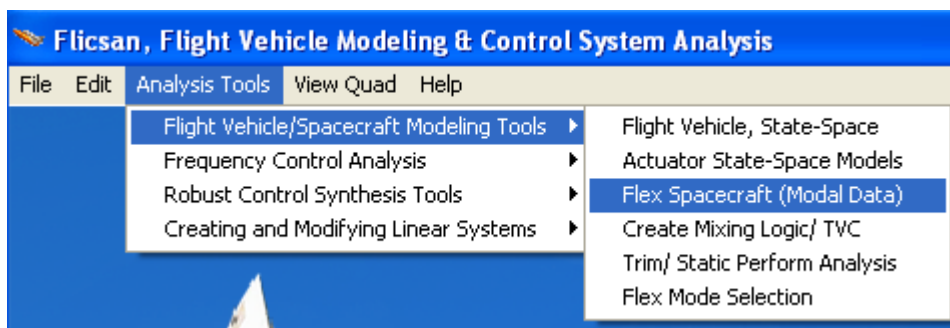 Flicsan, Flight Vehicle Modeling & Control System Analysis
File Edit Analysis Tools View Quad Help
Flight Vehicle/Spacecraft Modeling Tools
Frequency Control Analysis
Robust Control Synthesis Tools
Creating and Modifying Linear Systems
Flight Vehicle, State-Space
Actuator State-Space Models
Flex Spacecraft (Modal Data)
Create Mixing Logic/ TVC
Trim/ Static Perform Analysis
Flex Mode Selection